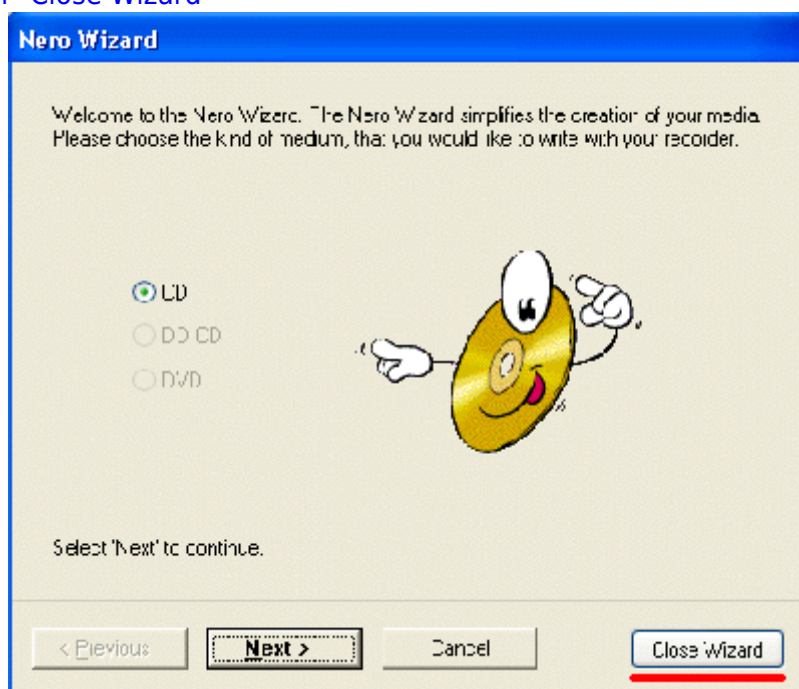 Close Wizard
Nero Wizard
Welcome to the Nero Wizard. The Nero Wizard simplifies the creation of your media.
Please choose the kind of medium, that you would like to write with your recorder.
CD
DD CD
DVD
Select 'Next' to continue.
< Previous Next > Cancel Close Wizard